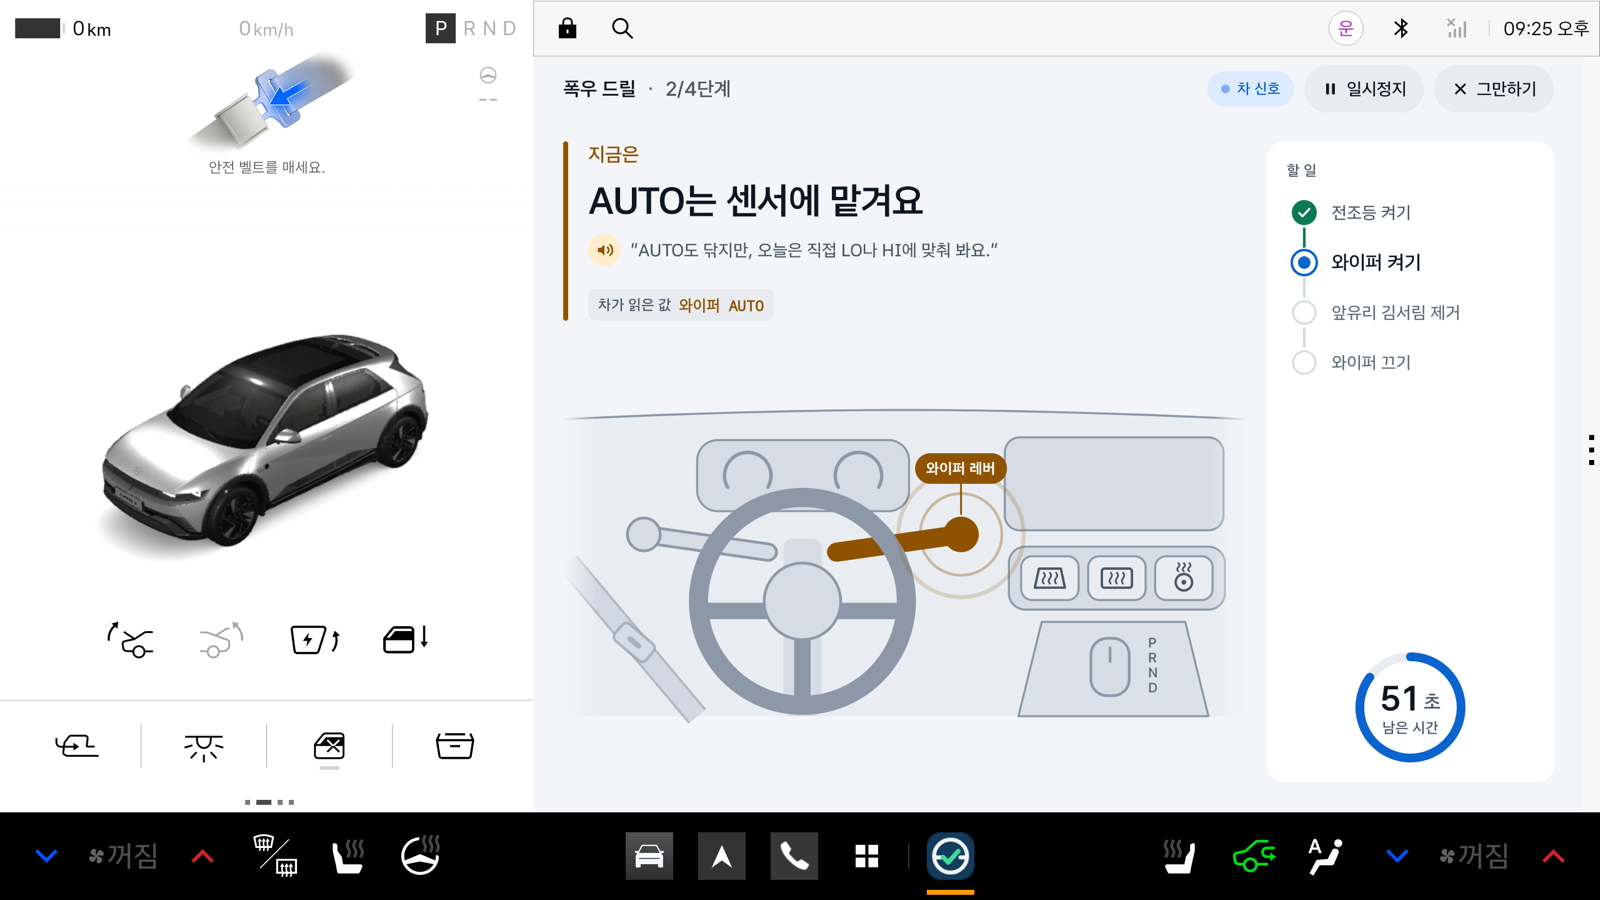 0 km
0 km/h
P R N D
안전 벨트를 매세요.
운
09:25 오후
폭우 드릴 · 2/4단계
차 신호
일시정지
그만하기
지금은
AUTO는 센서에 맡겨요
“AUTO도 닦지만, 오늘은 직접 LO나 HI에 맞춰 봐요.”
차가 읽은 값 와이퍼 AUTO
할 일
전조등 켜기
와이퍼 켜기
앞유리 김서림 제거
와이퍼 끄기
와이퍼 레버
P
R
N
D
51 초
남은 시간
꺼짐
A
꺼짐